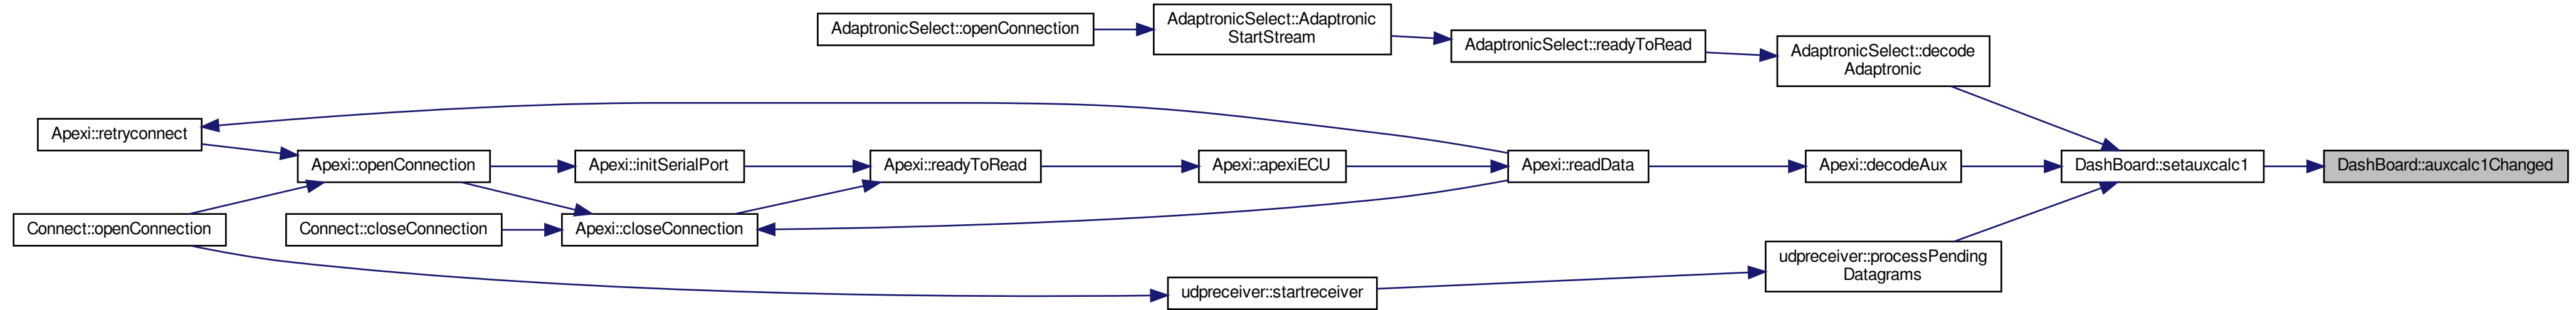 AdaptronicSelect::openConnection
AdaptronicSelect::Adaptronic
StartStream
AdaptronicSelect::readyToRead
AdaptronicSelect::decode
Adaptronic
Apexi::retryconnect
Apexi::openConnection
Apexi::initSerialPort
Apexi::readyToRead
Apexi::apexiECU
Apexi::readData
Apexi::decodeAux
DashBoard::setauxcalc1
DashBoard::auxcalc1Changed
Connect::openConnection
Connect::closeConnection
Apexi::closeConnection
udpreceiver::processPending
Datagrams
udpreceiver::startreceiver